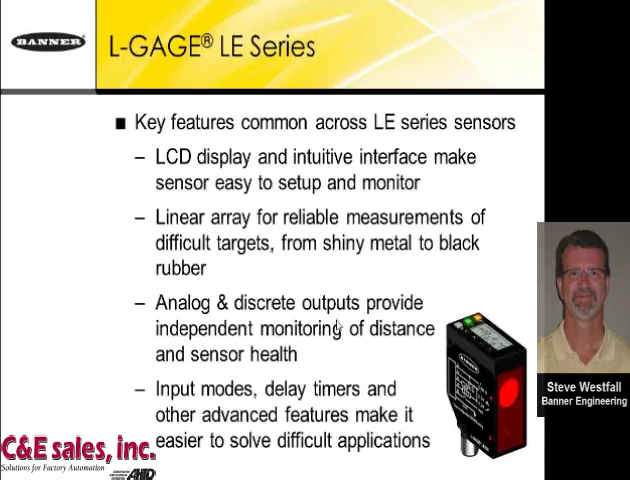 BANNER
L-GAGE® LE Series
■ Key features common across LE series sensors
– LCD display and intuitive interface make
sensor easy to setup and monitor
– Linear array for reliable measurements of
difficult targets, from shiny metal to black
rubber
– Analog & discrete outputs provide
independent monitoring of distance
and sensor health
– Input modes, delay timers and
other advanced features make it
easier to solve difficult applications
BANNER
Steve Westfall
Banner Engineering
C&E sales, inc.
Solutions for Factory Automation
AHTD